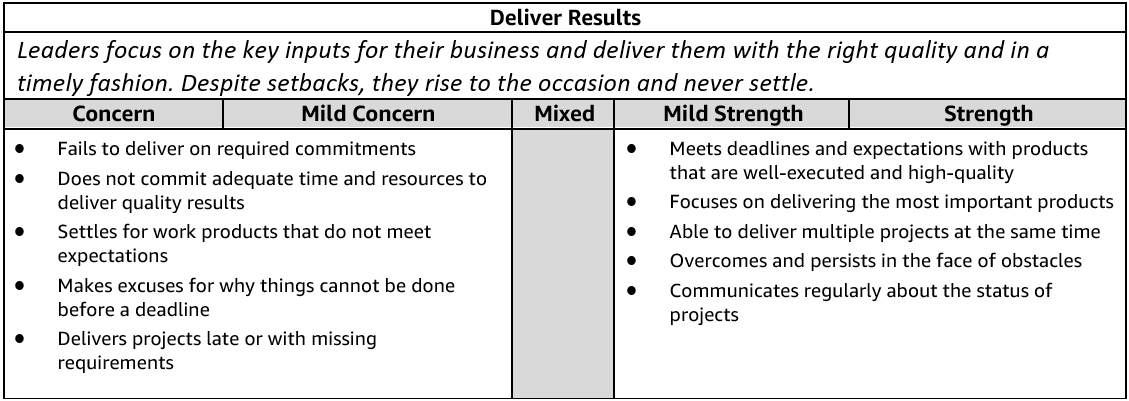 Deliver Results
Leaders focus on the key inputs for their business and deliver them with the right quality and in a
timely fashion. Despite setbacks, they rise to the occasion and never settle.
Concern
Mild Concern
Mixed
Mild Strength
Strength
• Fails to deliver on required commitments
• Does not commit adequate time and resources to
deliver quality results
• Settles for work products that do not meet
expectations
• Makes excuses for why things cannot be done
before a deadline
• Delivers projects late or with missing
requirements
• Meets deadlines and expectations with products
that are well-executed and high-quality
• Focuses on delivering the most important products
• Able to deliver multiple projects at the same time
• Overcomes and persists in the face of obstacles
• Communicates regularly about the status of
projects